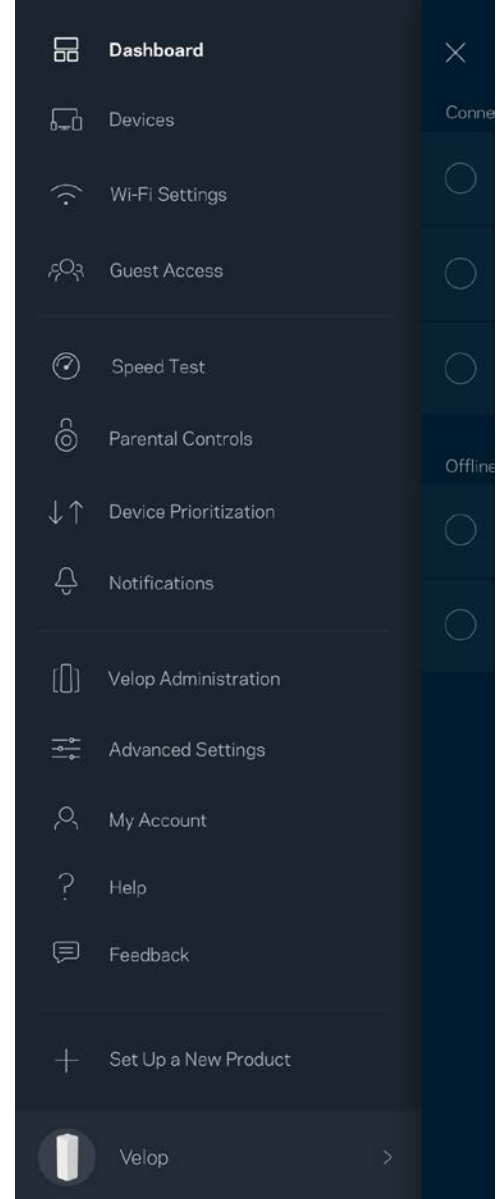 Dashboard
Devices
Wi-Fi Settings
Guest Access
Speed Test
Parental Controls
Device Prioritization
Notifications
Velop Administration
Advanced Settings
My Account
Help
Feedback
Set Up a New Product
Velop
Conne
Offline